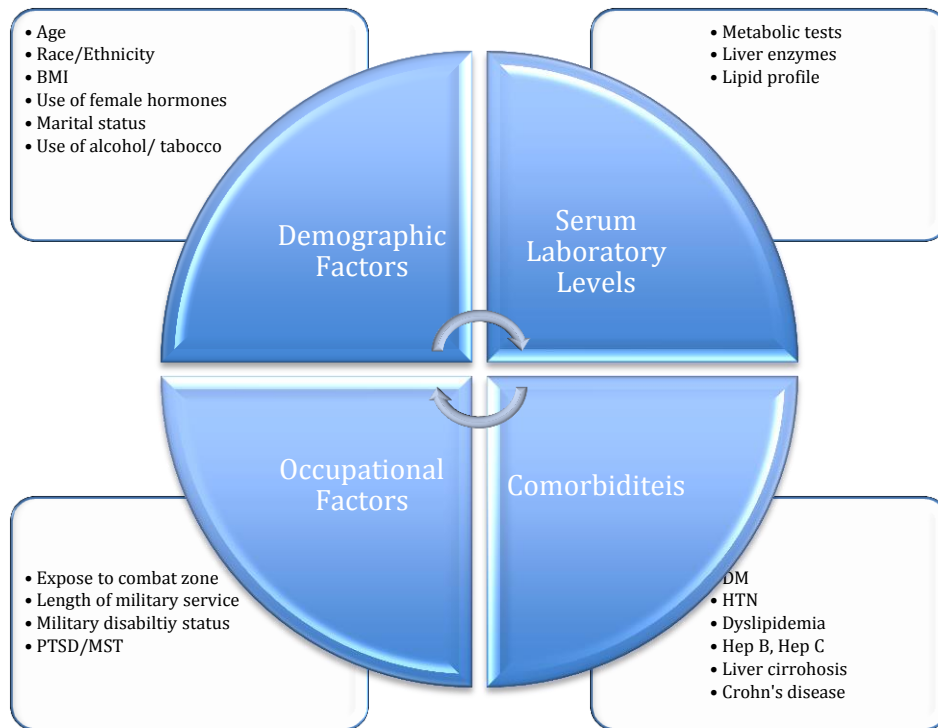 • Age
• Race/Ethnicity
• BMI
• Use of female hormones
• Marital status
• Use of alcohol/ tabocco
• Metabolic tests
• Liver enzymes
• Lipid profile
Demographic
Factors
Serum
Laboratory
Levels
Occupational
Factors
Comorbiditeis
• Expose to combat zone
• Length of military service
• Military disabiltiy status
• PTSD/MST
DM
• HTN
• Dyslipidemia
• Hep B, Hep C
• Liver cirrohosis
• Crohn's disease